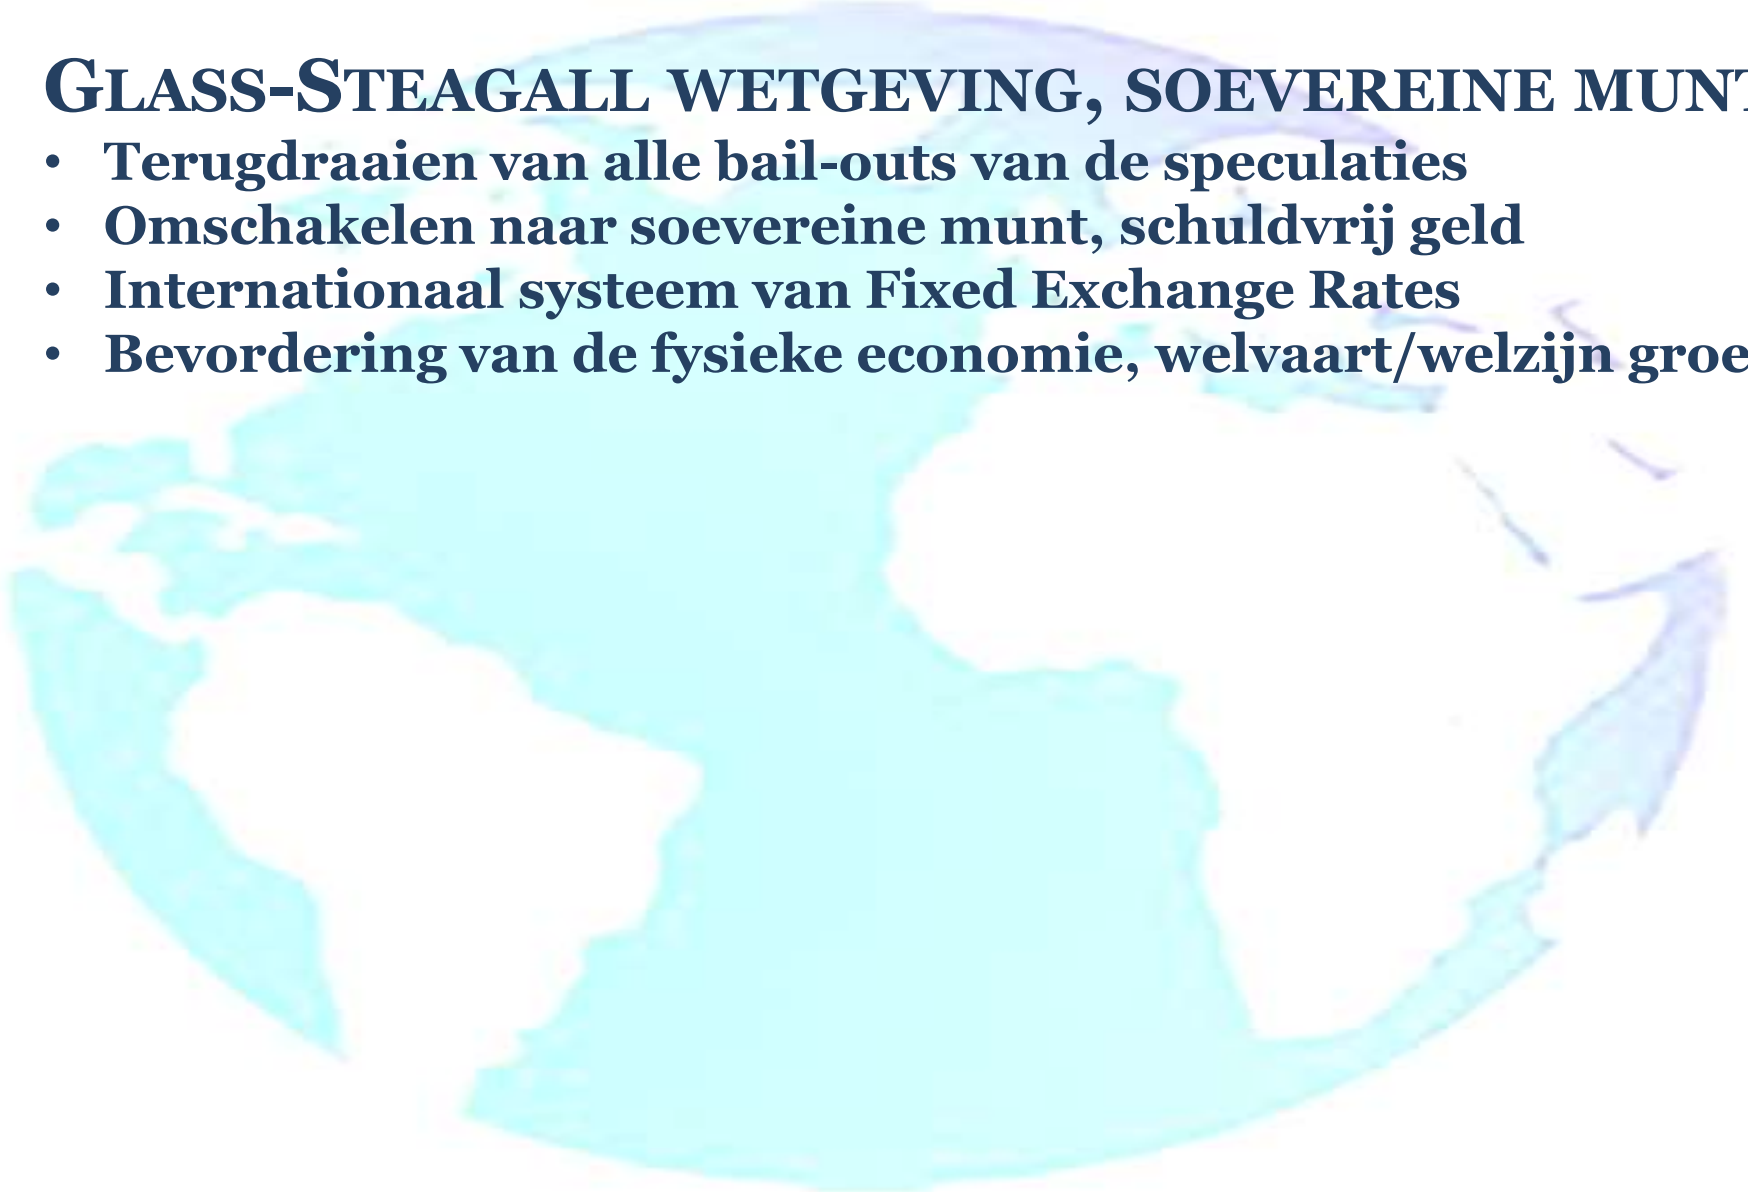 GLASS-STEAGALL WETGEVING, SOEVEREINE MUNT
• Terugdraaien van alle bail-outs van de speculaties
• Omschakelen naar soevereine munt, schuldvrij geld
• Internationaal systeem van Fixed Exchange Rates
• Bevordering van de fysieke economie, welvaart/welzijn groe